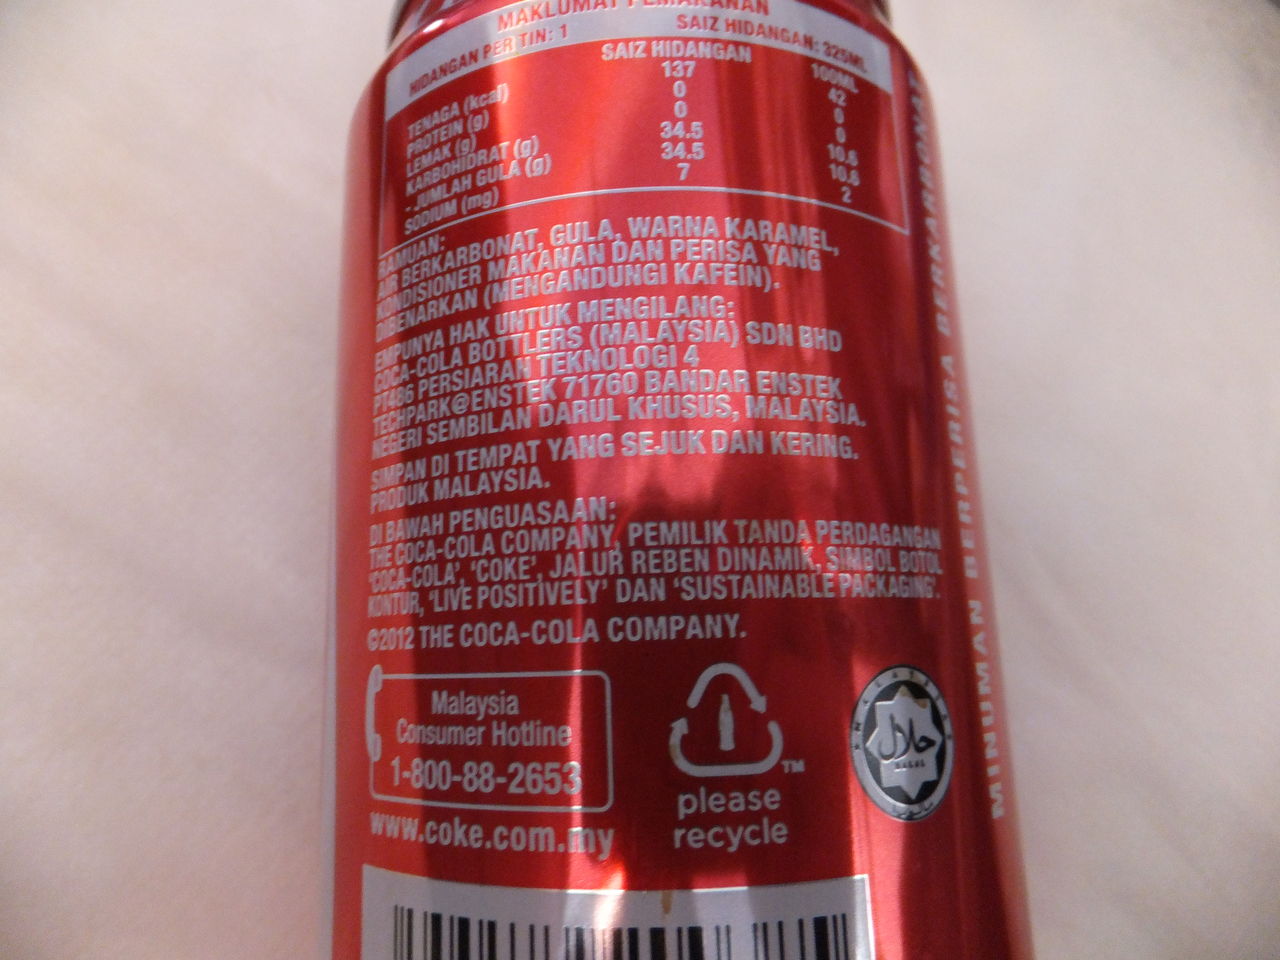 MAKLUMAT PEMAKANAN
HIDANGAN PER TIN: 1 SAIZ HIDANGAN: 325ML
SAIZ HIDANGAN 100ML
TENAGA (kcal) 137 42
PROTEIN (g) 0 0
LEMAK (g) 0 0
KARBOHIDRAT (g) 34.5 10.6
- JUMLAH GULA (g) 34.5 10.6
SODIUM (mg) 7 2
RAMUAN:
AIR BERKARBONAT, GULA, WARNA KARAMEL,
KONDISIONER MAKANAN DAN PERISA YANG
DIBENARKAN (MENGANDUNGI KAFEIN).
EMPUNYA HAK UNTUK MENGILANG:
COCA-COLA BOTTLERS (MALAYSIA) SDN BHD
PT486 PERSIARAN TEKNOLOGI 4
TECHPARK@ENSTEK 71760 BANDAR ENSTEK
NEGERI SEMBILAN DARUL KHUSUS, MALAYSIA.
SIMPAN DI TEMPAT YANG SEJUK DAN KERING.
PRODUK MALAYSIA.
DI BAWAH PENGUASAAN:
THE COCA-COLA COMPANY, PEMILIK TANDA PERDAGANGAN
'COCA-COLA', 'COKE', JALUR REBEN DINAMIK, SIMBOL BOTOL
KONTUR, 'LIVE POSITIVELY' DAN 'SUSTAINABLE PACKAGING'.
©2012 THE COCA-COLA COMPANY.
Malaysia
Consumer Hotline
1-800-88-2653
www.coke.com.my
TM
please
recycle
MALAYSIA
حلال
HALAL
مليسيا
MINUMAN BERPERISA BERKARBONAT